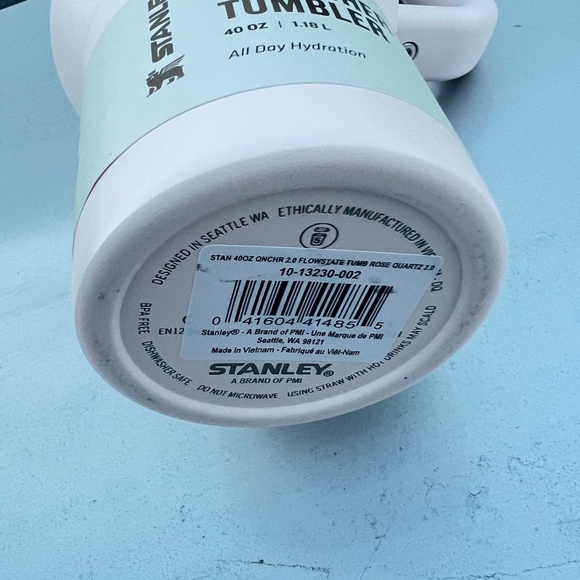 STANLEY
TUMBLER
40 OZ | 1.18 L
All Day Hydration
DESIGNED IN SEATTLE WA
ETHICALLY MANUFACTURED IN
STAN 40OZ QNCHR 2.0 FLOWSTATE TUMB ROSE QUARTZ 2.0
10-13230-002
0 41604 41485 5
Stanley® - A Brand of PMI - Une Marque de PMI
Seattle, WA 98121
Made in Vietnam - Fabriqué au Việt-Nam
EN12
STANLEY®
A BRAND OF PMI
BPA FREE DISHWASHER SAFE DO NOT MICROWAVE USING STRAW WITH HOT DRINKS MAY SCALD